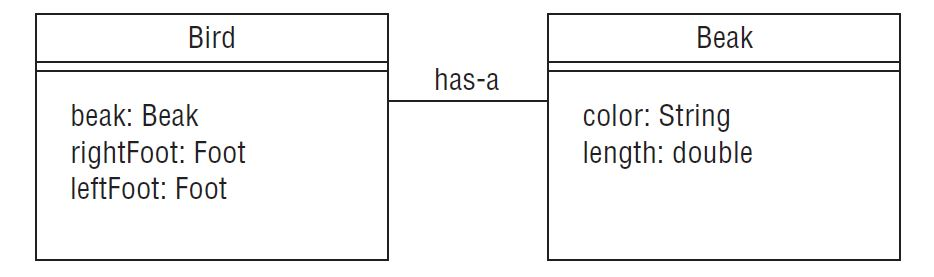 Bird
beak: Beak
rightFoot: Foot
leftFoot: Foot
has-a
Beak
color: String
length: double